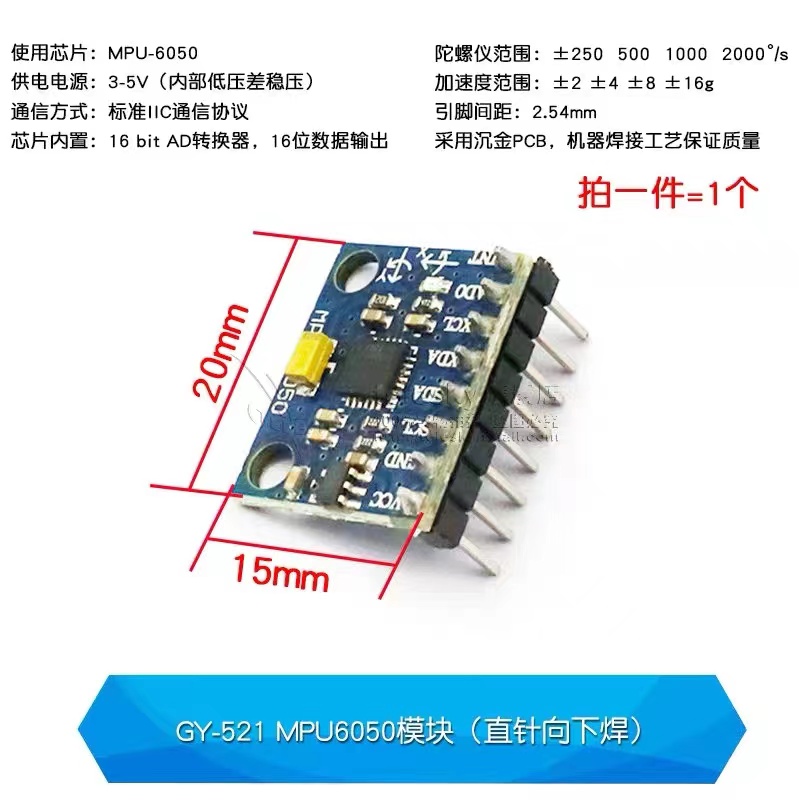 使用芯片：MPU-6050
供电电源：3-5V（内部低压差稳压）
通信方式：标准IIC通信协议
芯片内置：16 bit AD转换器，16位数据输出
陀螺仪范围：±250 500 1000 2000°/s
加速度范围：±2 ±4 ±8 ±16g
引脚间距：2.54mm
采用沉金PCB，机器焊接工艺保证质量
拍一件=1个
20mm
15mm
INT
AD0
XCL
XDA
SDA
SCL
GND
VCC
GY-521 MPU6050模块（直针向下焊）